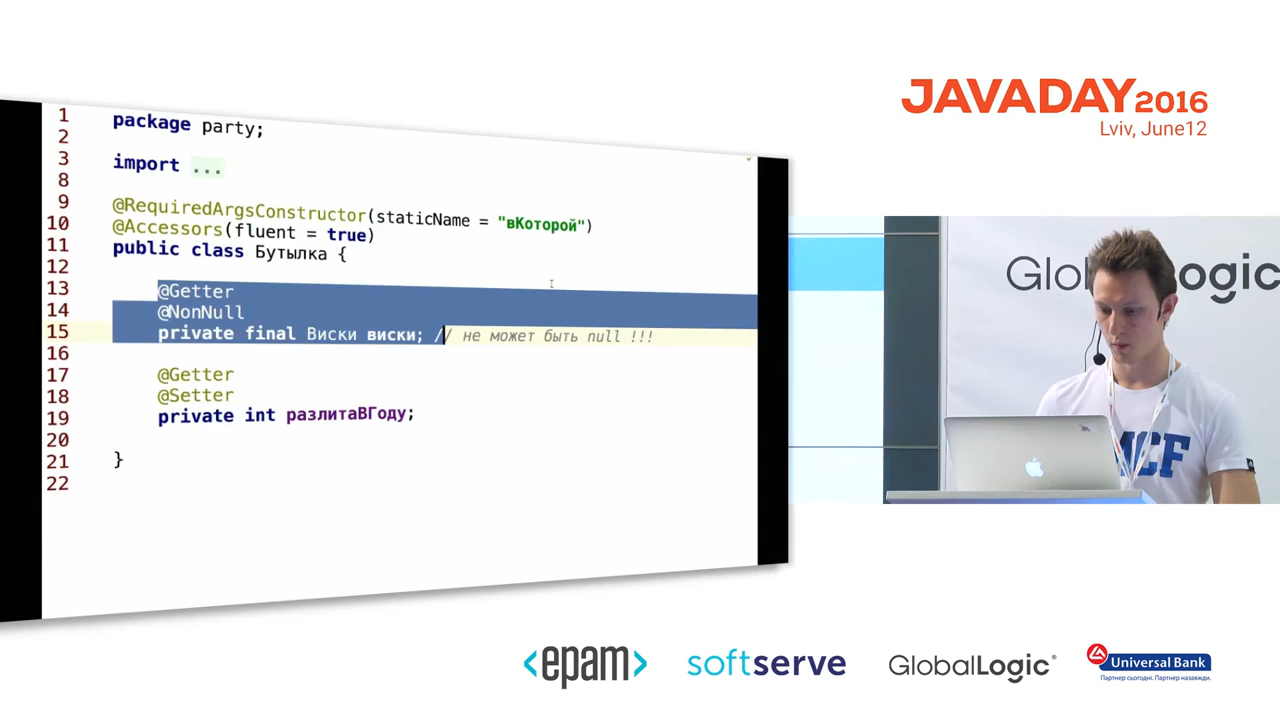 JAVADAY2016
Lviv, June12
1 package party;
2
3 import ...
8
9 @RequiredArgsConstructor(staticName = "вКоторой")
10 @Accessors(fluent = true)
11 public class Бутылка {
12
13 @Getter
14 @NonNull
15 private final Виски виски; // не может быть null !!!
16
17 @Getter
18 @Setter
19 private int разлитаВГоду;
20
21 }
22
GlobalLogic
MCF
<epam>
softserve
GlobalLogic®
Universal Bank
Партнер сьогодні. Партнер назавжди.